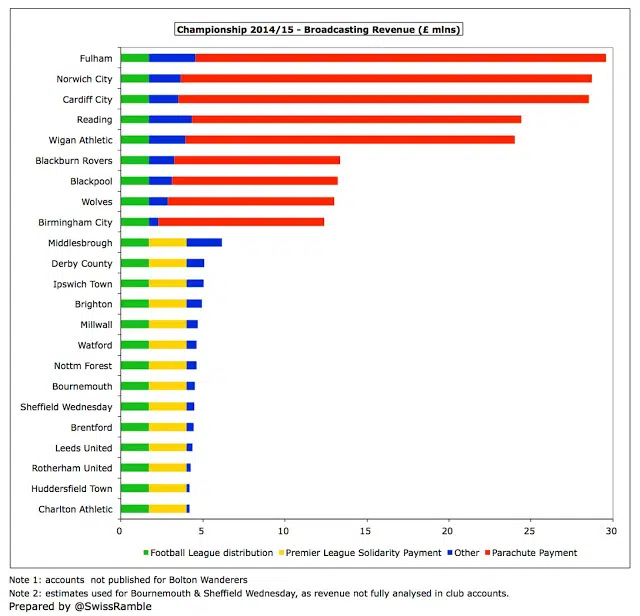 Championship 2014/15 - Broadcasting Revenue (£ mlns)
Fulham
Norwich City
Cardiff City
Reading
Wigan Athletic
Blackburn Rovers
Blackpool
Wolves
Birmingham City
Middlesbrough
Derby County
Ipswich Town
Brighton
Millwall
Watford
Nottm Forest
Bournemouth
Sheffield Wednesday
Brentford
Leeds United
Rotherham United
Huddersfield Town
Charlton Athletic
0 5 10 15 20 25 30
Football League distribution Premier League Solidarity Payment Other Parachute Payment
Note 1: accounts not published for Bolton Wanderers
Note 2: estimates used for Bournemouth & Sheffield Wednesday, as revenue not fully analysed in club accounts.
Prepared by @SwissRamble